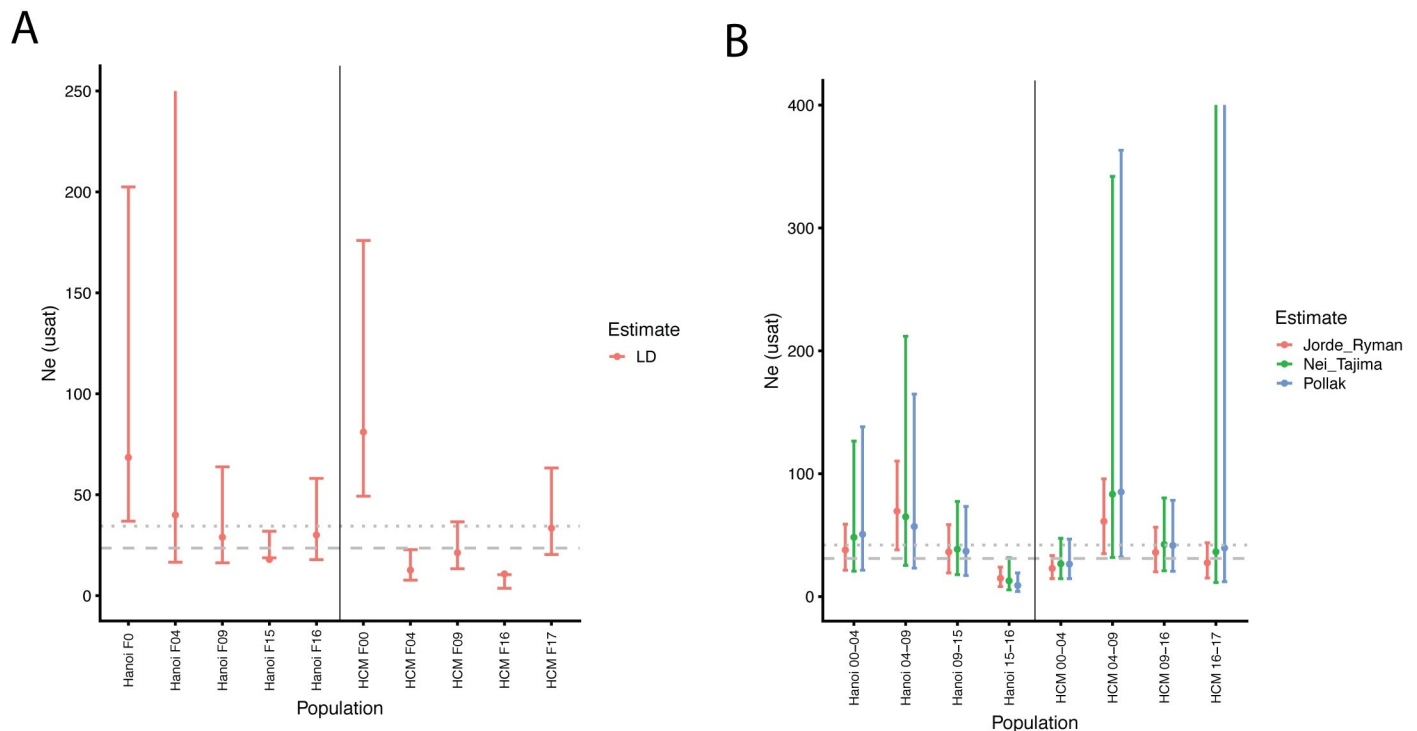 A
250
200
150
100
50
0
Ne (usat)
Hanoi F0
Hanoi F04
Hanoi F09
Hanoi F15
Hanoi F16
HCM F00
HCM F04
HCM F09
HCM F16
HCM F17
Population
Estimate
LD
B
400
300
200
100
0
Ne (usat)
Hanoi 00–04
Hanoi 04–09
Hanoi 09–15
Hanoi 15–16
HCM 00–04
HCM 04–09
HCM 09–16
HCM 16–17
Population
Estimate
Jorde_Ryman
Nei_Tajima
Pollak